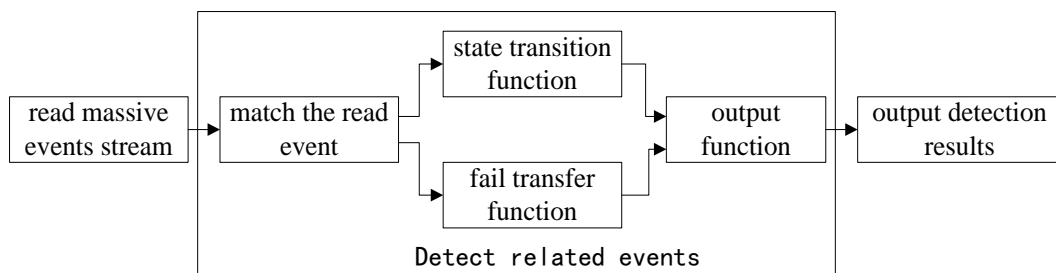 state transition
function
read massive
events stream
match the read
event
output
function
output detection
results
fail transfer
function
Detect related events